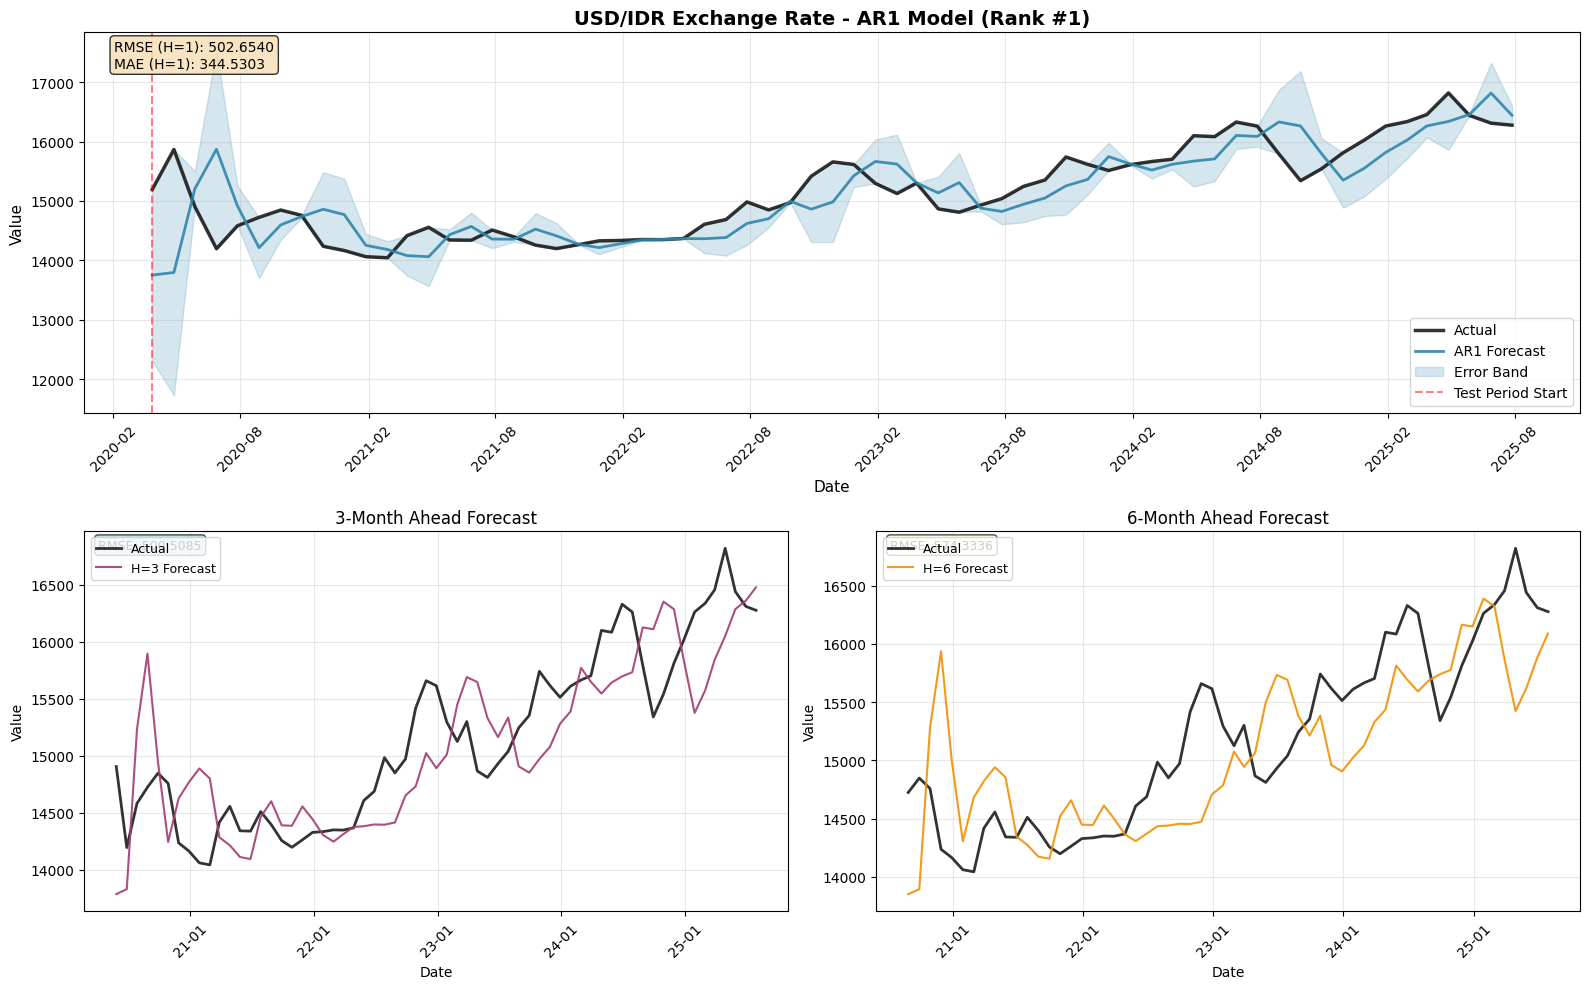 USD/IDR Exchange Rate - AR1 Model (Rank #1)
RMSE (H=1): 502.6540
MAE (H=1): 344.5303
Value
17000
16000
15000
14000
13000
12000
Actual
AR1 Forecast
Error Band
Test Period Start
2020-02
2020-08
2021-02
2021-08
2022-02
2022-08
2023-02
2023-08
2024-02
2024-08
2025-02
2025-08
Date
3-Month Ahead Forecast
Actual
H=3 Forecast
Value
16500
16000
15500
15000
14500
14000
21-01
22-01
23-01
24-01
25-01
Date
6-Month Ahead Forecast
Actual
H=6 Forecast
Value
16500
16000
15500
15000
14500
14000
21-01
22-01
23-01
24-01
25-01
Date